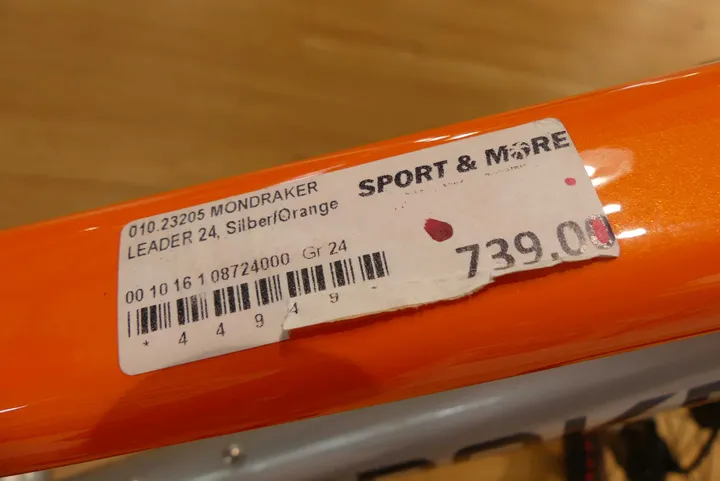 010.23205 MONDRAKER
LEADER 24, Silber/Orange
SPORT & MORE
739.00
00 10 16 1 08724000 Gr 24
* 4 4 9 4 9